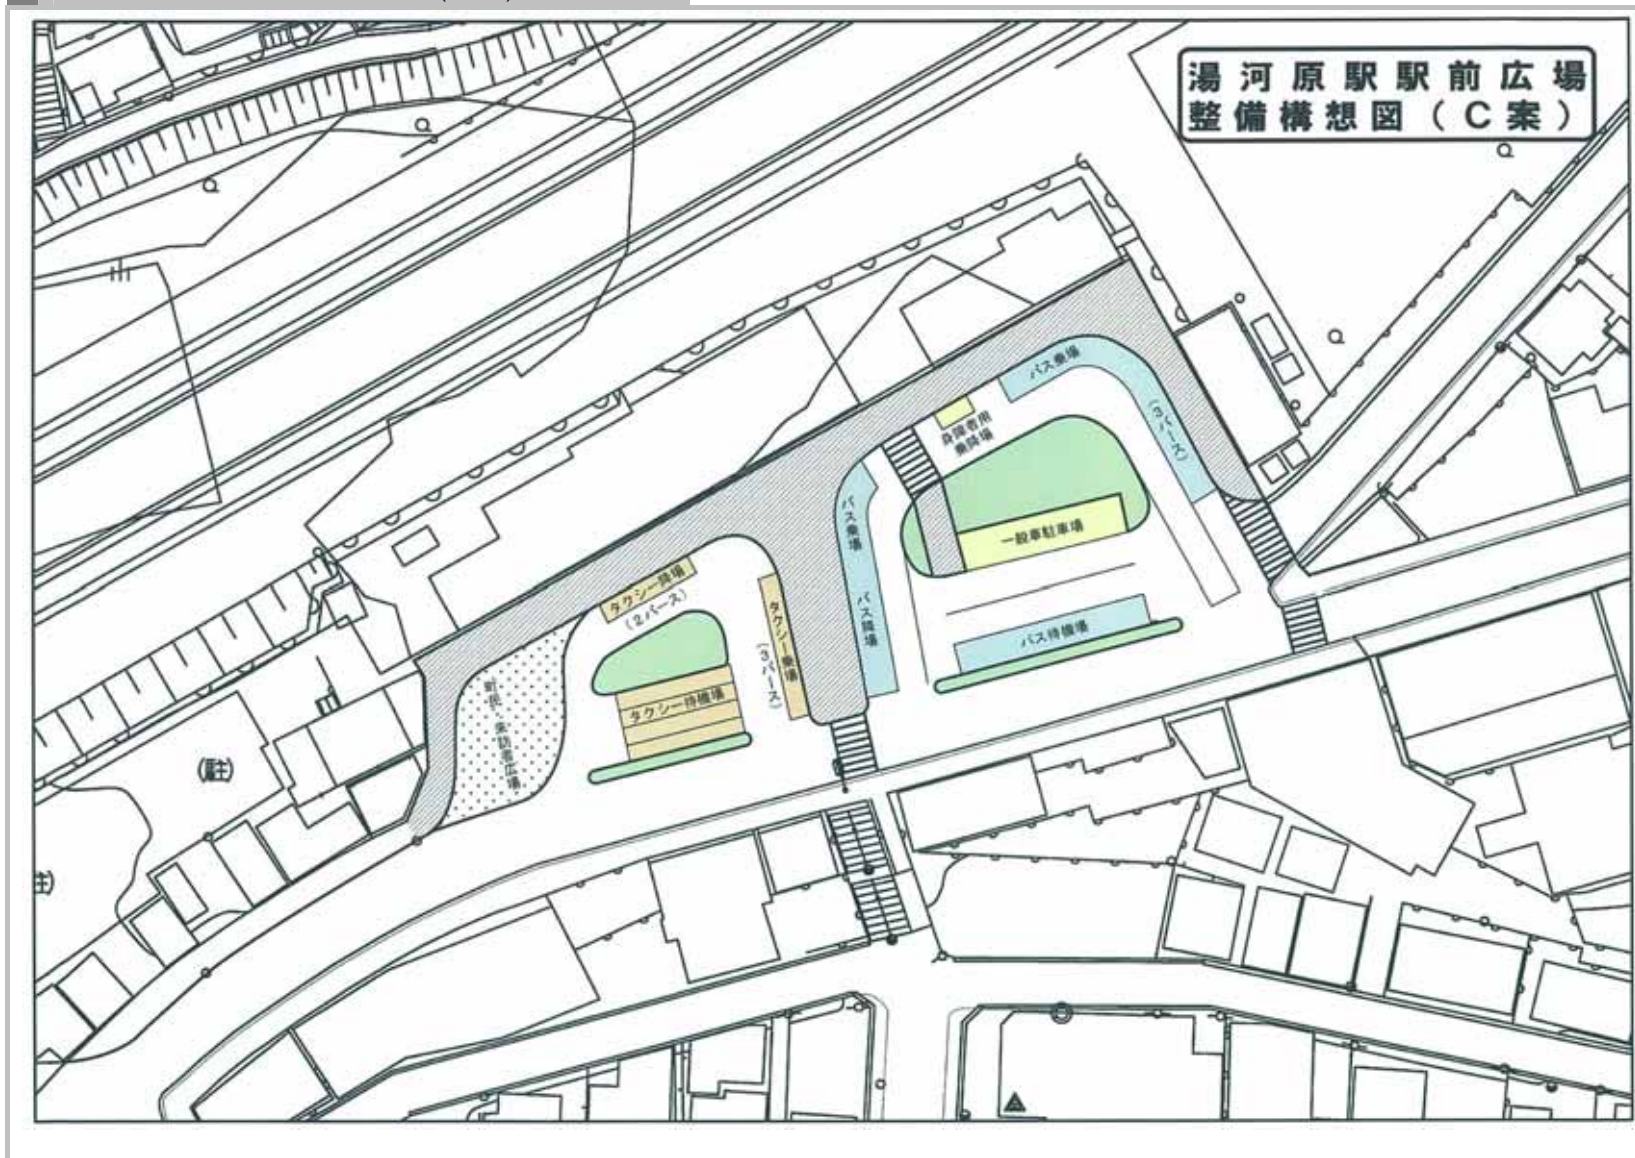 湯河原駅駅前広場
整備構想図(C案)
バス乗場
(3バース)
身障者用
乗降場
バス乗場
一般車駐車場
タクシー降場
(2バース)
タクシー乗場
(3バース)
バス降場
バス待機場
タクシー待機場
町民・来訪者広場
(駐)